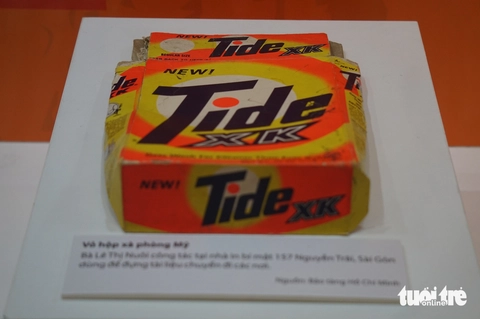 Tide XK
NEW!
Tide
XK
NEW!
Tide XK
Vỏ hộp xà phòng Mỹ
Bà Lê Thị Nuôi công tác tại nhà in bí mật 157 Nguyễn Trãi, Sài Gòn
dùng để đựng tài liệu chuyển đi các nơi.
Nguồn: Bảo tàng Hồ Chí Minh
tuổi trẻ
online